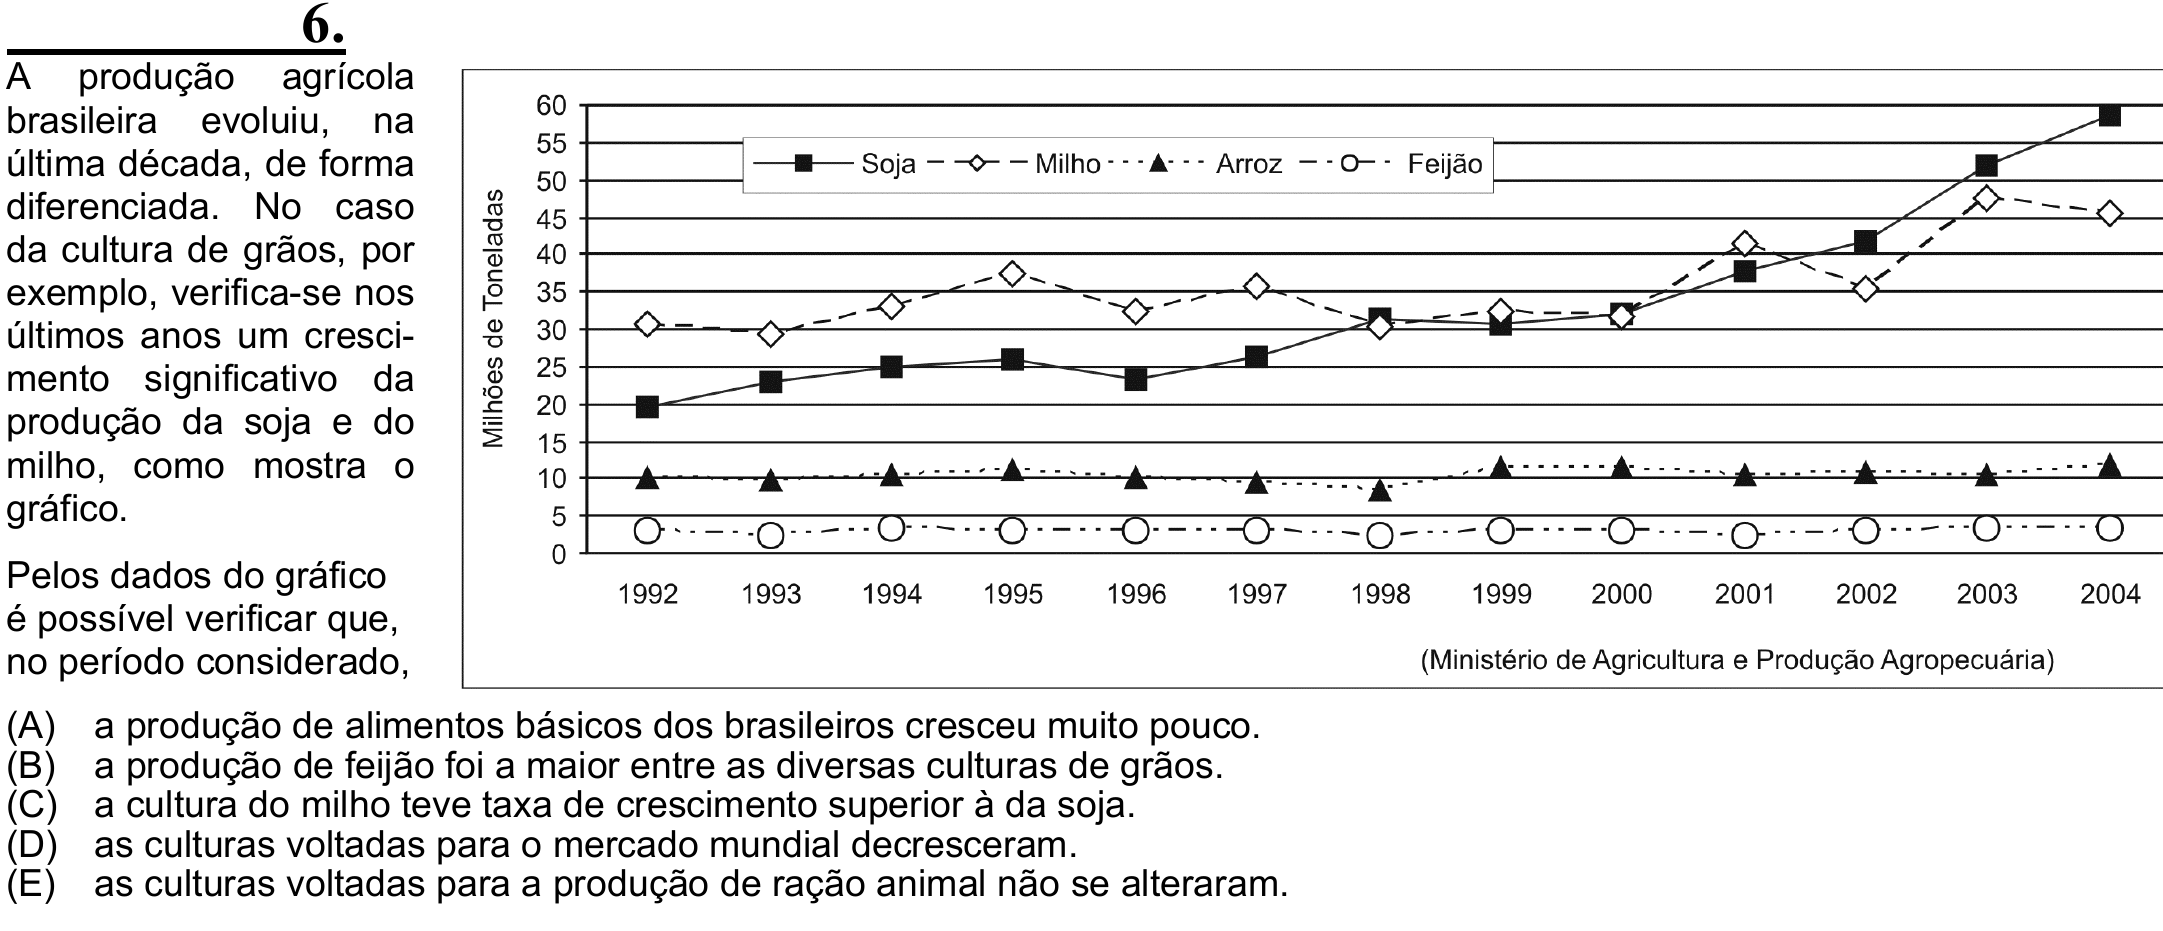 6.
A produção agrícola
brasileira evoluiu, na
última década, de forma
diferenciada. No caso
da cultura de grãos, por
exemplo, verifica-se nos
últimos anos um cresci-
mento significativo da
produção da soja e do
milho, como mostra o
gráfico.
Pelos dados do gráfico
é possível verificar que,
no período considerado,
Milhões de Toneladas
60
55
50
45
40
35
30
25
20
15
10
5
0
Soja Milho Arroz Feijão
1992 1993 1994 1995 1996 1997 1998 1999 2000 2001 2002 2003 2004
(Ministério de Agricultura e Produção Agropecuária)
(A) a produção de alimentos básicos dos brasileiros cresceu muito pouco.
(B) a produção de feijão foi a maior entre as diversas culturas de grãos.
(C) a cultura do milho teve taxa de crescimento superior à da soja.
(D) as culturas voltadas para o mercado mundial decresceram.
(E) as culturas voltadas para a produção de ração animal não se alteraram.